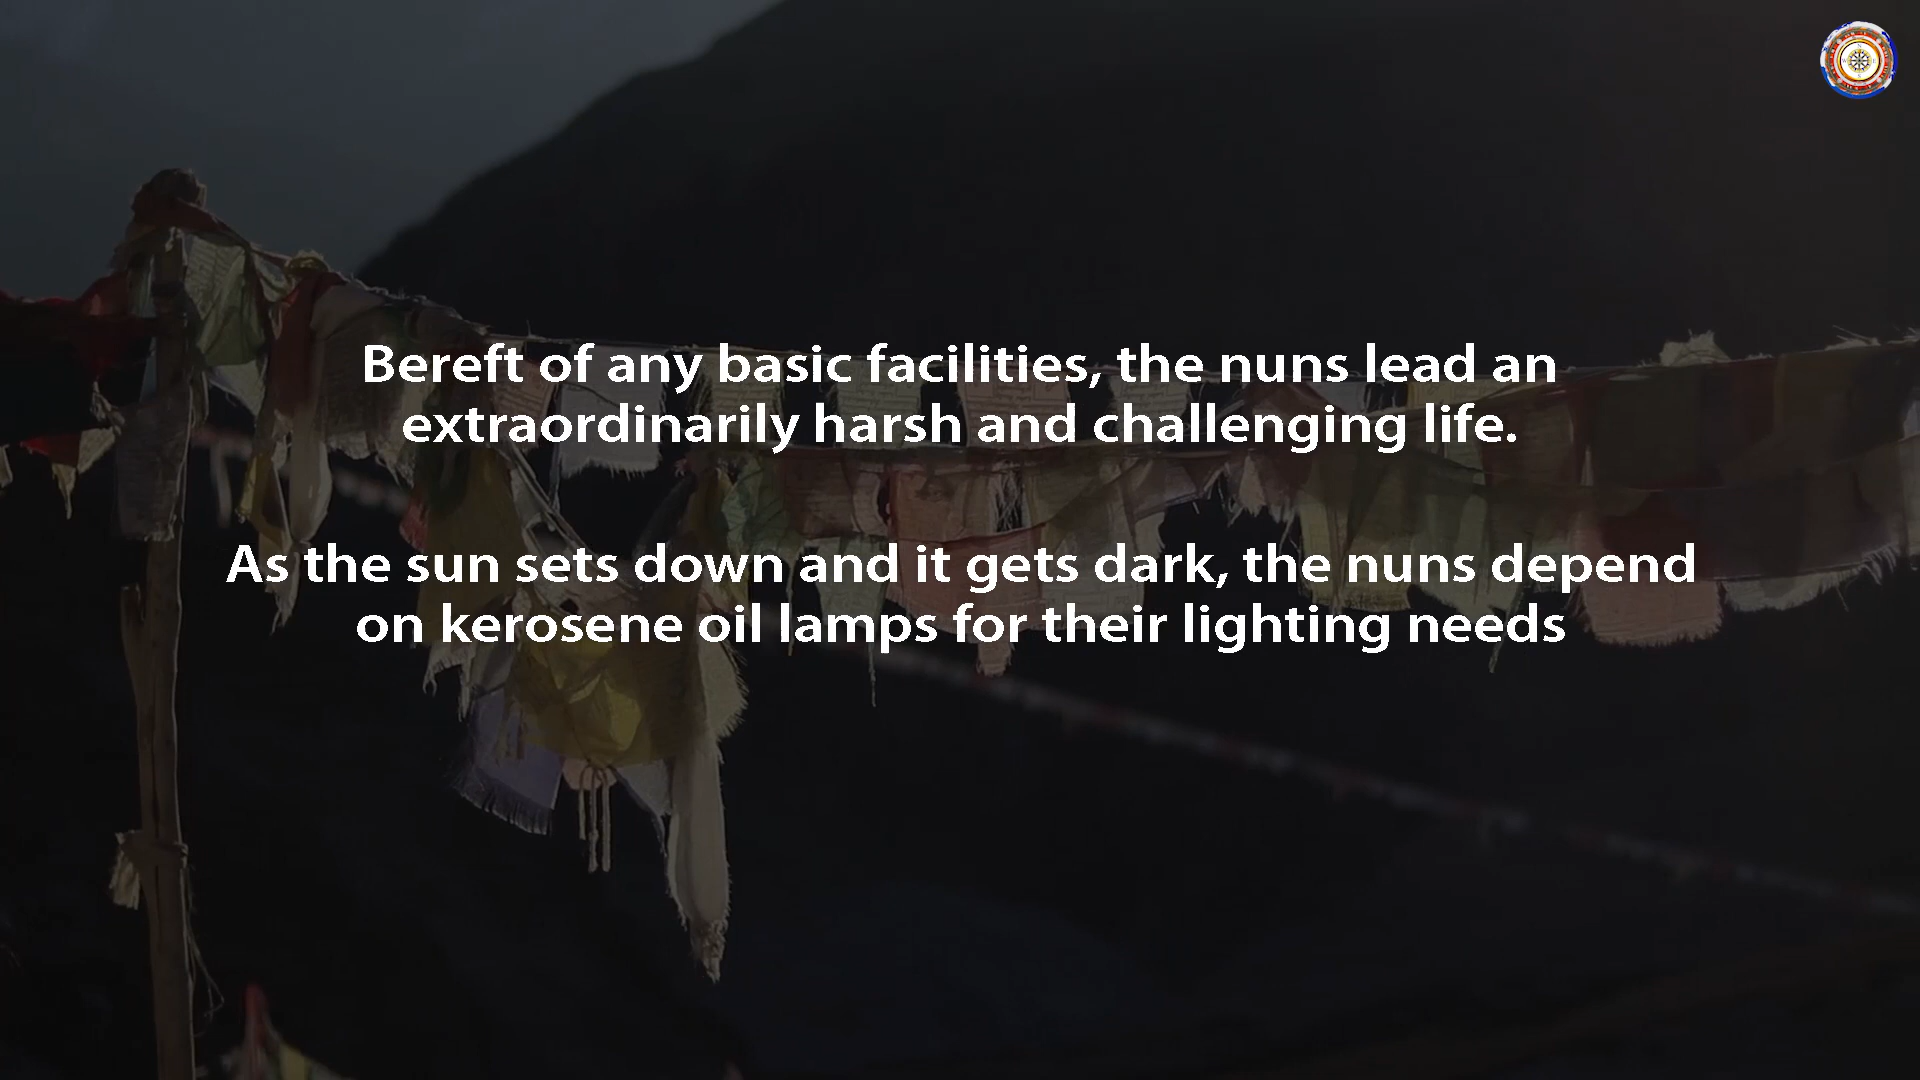 Bereft of any basic facilities, the nuns lead an
extraordinarily harsh and challenging life.
As the sun sets down and it gets dark, the nuns depend
on kerosene oil lamps for their lighting needs